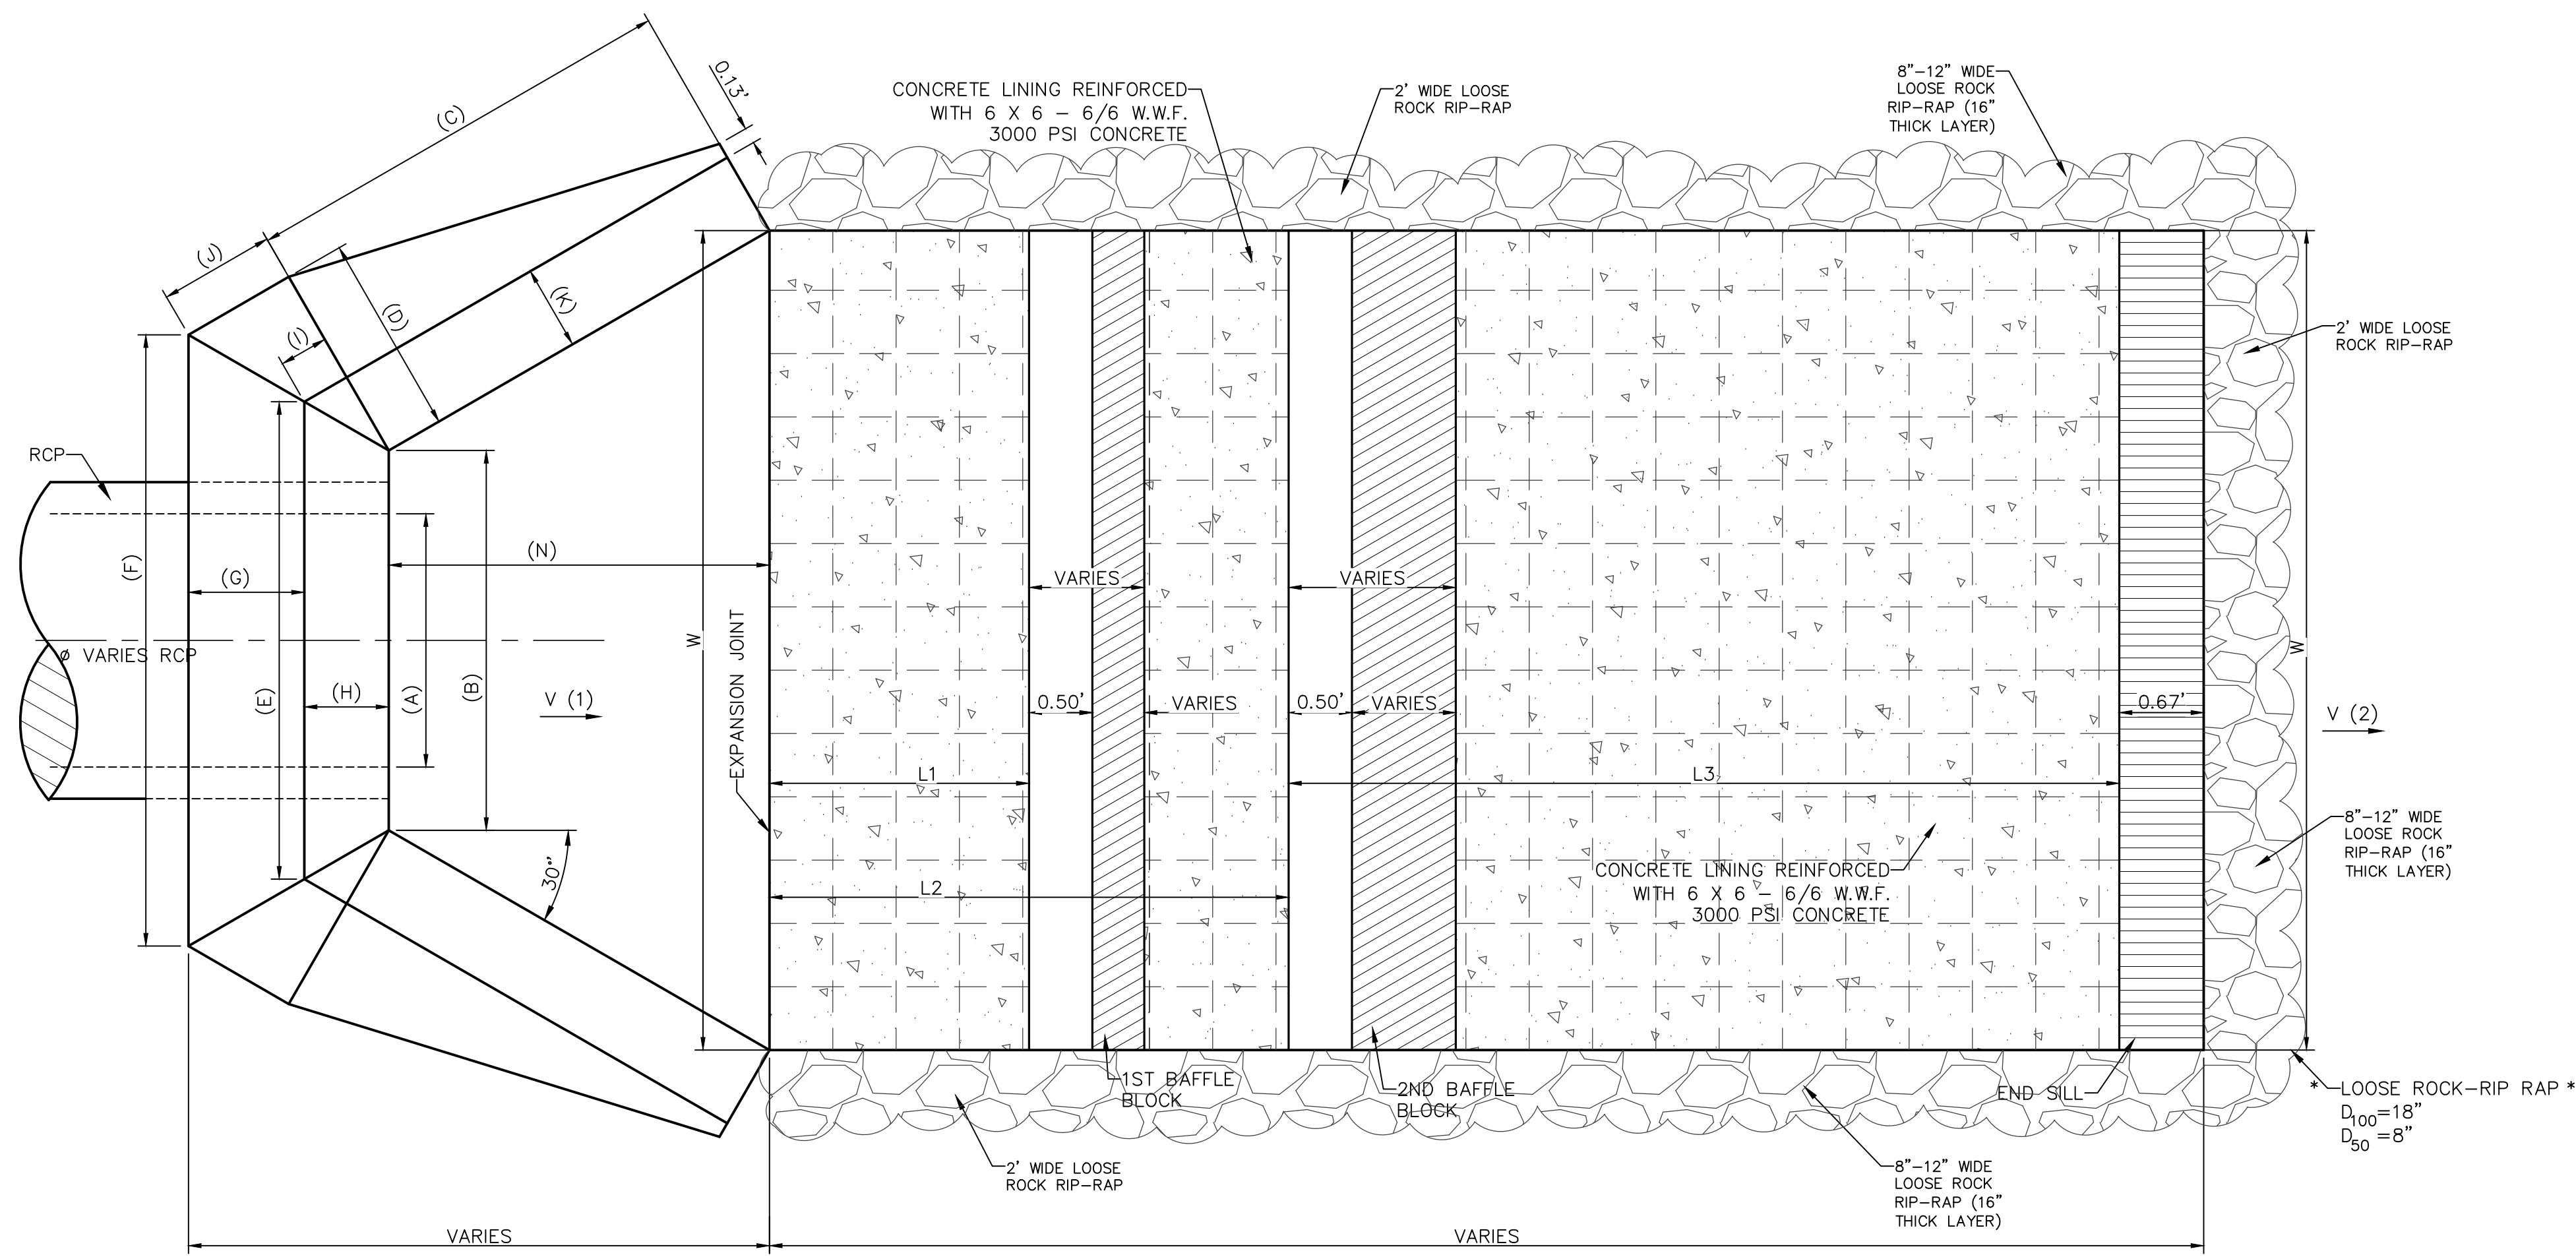 (C)
0.13'
CONCRETE LINING REINFORCED
WITH 6 X 6 – 6/6 W.W.F.
3000 PSI CONCRETE
2' WIDE LOOSE
ROCK RIP–RAP
8"–12" WIDE
LOOSE ROCK
RIP–RAP (16"
THICK LAYER)
(J)
(D)
(K)
(I)
2' WIDE LOOSE
ROCK RIP–RAP
RCP
(N)
(F)
(G)
VARIES
VARIES
W
W
ø VARIES RCP
EXPANSION JOINT
(E)
(H)
(A)
(B)
V (1)
0.50'
VARIES
0.50'
VARIES
0.67'
V (2)
L1
L3
30°"
L2
CONCRETE LINING REINFORCED
WITH 6 X 6 – 6/6 W.W.F.
3000 PSI CONCRETE
8"–12" WIDE
LOOSE ROCK
RIP–RAP (16"
THICK LAYER)
1ST BAFFLE
BLOCK
2ND BAFFLE
BLOCK
END SILL
* LOOSE ROCK–RIP RAP *
D100=18"
D50 =8"
2' WIDE LOOSE
ROCK RIP–RAP
8"–12" WIDE
LOOSE ROCK
RIP–RAP (16"
THICK LAYER)
VARIES
VARIES